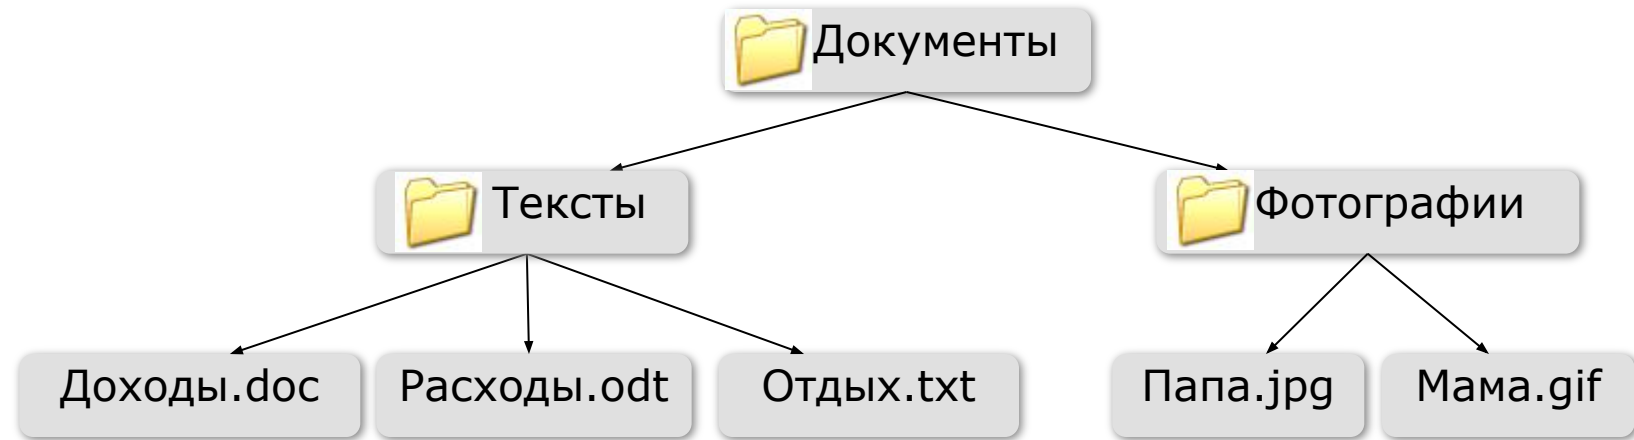 Документы
Тексты
Фотографии
Доходы.doc
Расходы.odt
Отдых.txt
Папа.jpg
Мама.gif